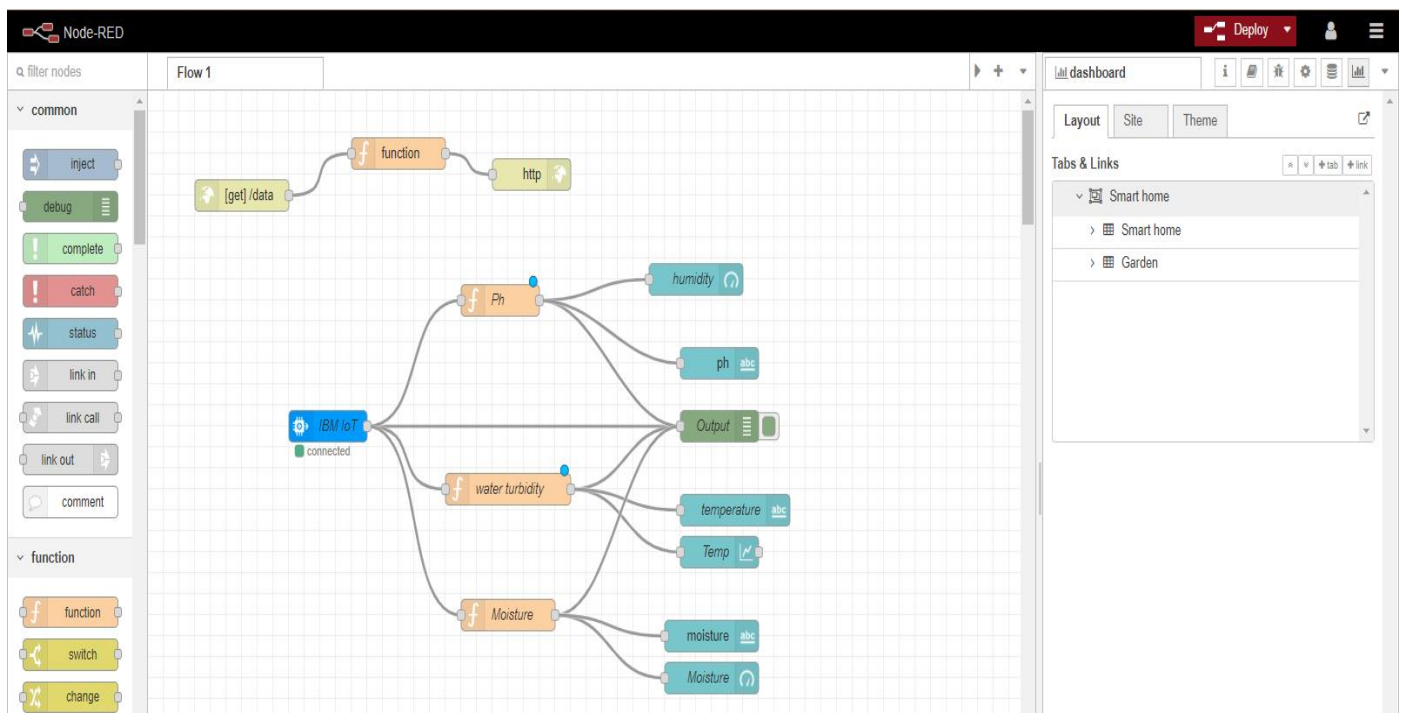 Node-RED
Deploy
filter nodes
common
inject
debug
complete
catch
status
link in
link call
link out
comment
function
function
switch
change
Flow 1
function
http
[get] /data
humidity
Ph
ph abc
IBM IoT
connected
Output
water turbidity
temperature abc
Temp
Moisture
moisture abc
Moisture
dashboard
i
Layout Site Theme
Tabs & Links
+ tab + link
Smart home
Smart home
Garden